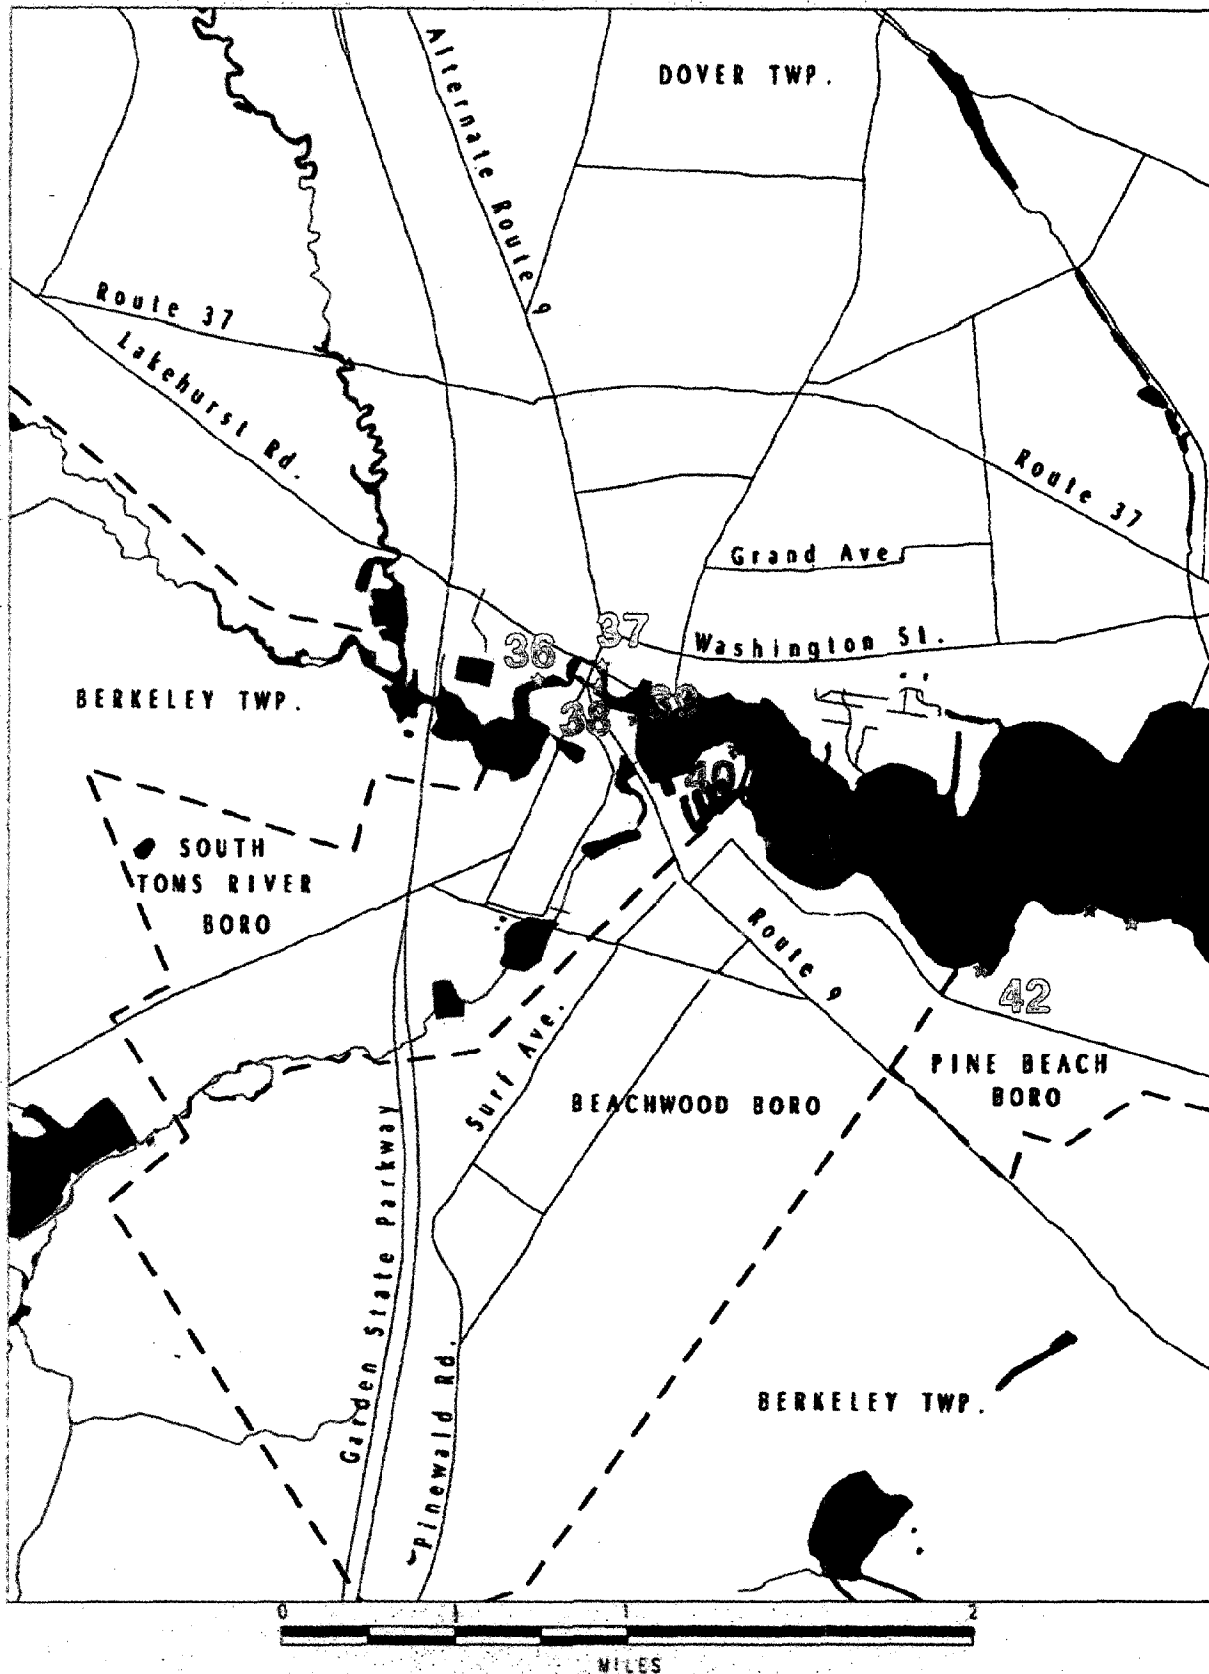 DOVER TWP.
Alternate Route 9
Route 37
Lakehurst Rd.
Route 37
Grand Ave.
37
Washington St.
36
BERKELEY TWP.
38
39
40
SOUTH
TOMS RIVER
BORO
Route 9
42
Surf Ave.
PINE BEACH
BORO
BEACHWOOD BORO
Garden State Parkway
Pinewald Rd.
BERKELEY TWP.
0 1 2
MILES